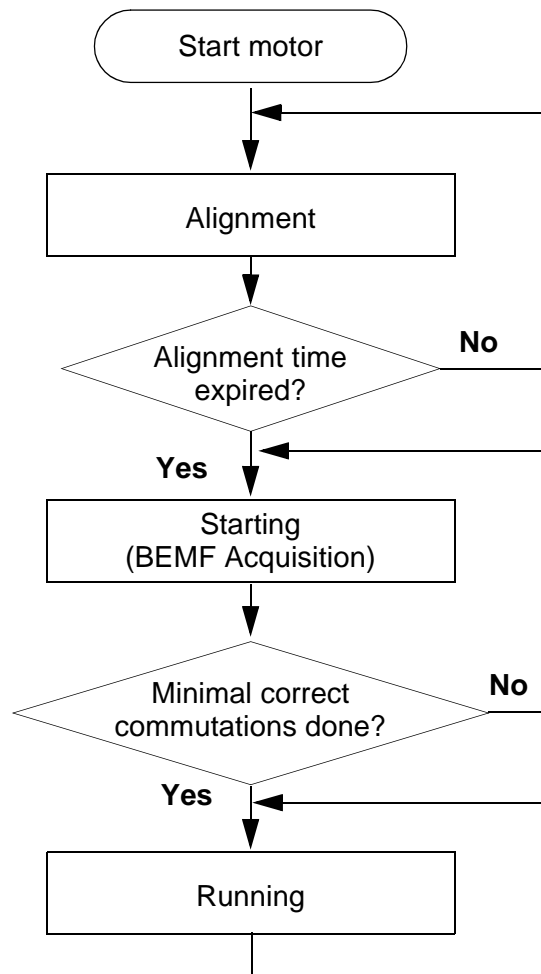 Start motor
Alignment
Alignment time
expired?
No
Yes
Starting
(BEMF Acquisition)
Minimal correct
commutations done?
No
Yes
Running